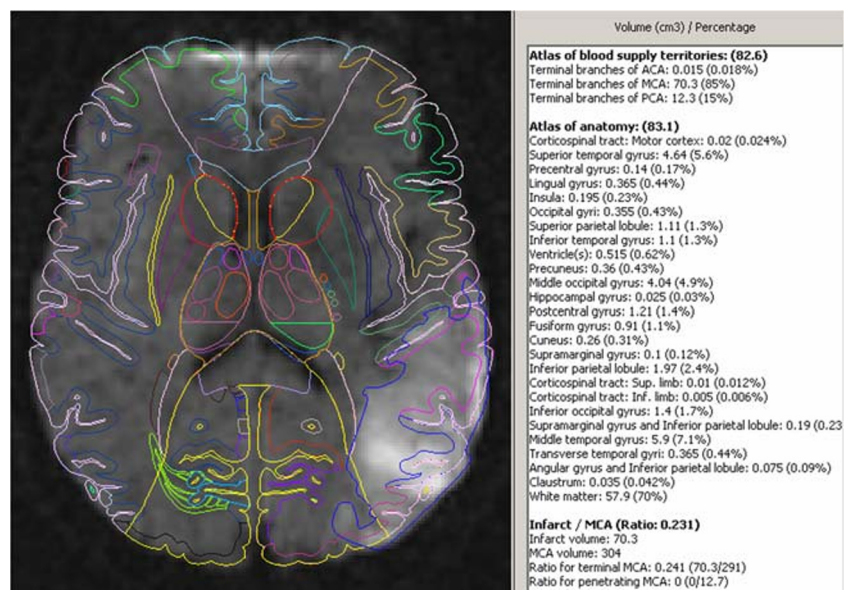 Volume (cm3) / Percentage
Atlas of blood supply territories: (82.6)
Terminal branches of ACA: 0.015 (0.018%)
Terminal branches of MCA: 70.3 (85%)
Terminal branches of PCA: 12.3 (15%)
Atlas of anatomy: (83.1)
Corticospinal tract: Motor cortex: 0.02 (0.024%)
Superior temporal gyrus: 4.64 (5.6%)
Precentral gyrus: 0.14 (0.17%)
Lingual gyrus: 0.365 (0.44%)
Insula: 0.195 (0.23%)
Occipital gyri: 0.355 (0.43%)
Superior parietal lobule: 1.11 (1.3%)
Inferior temporal gyrus: 1.1 (1.3%)
Ventricle(s): 0.515 (0.62%)
Precuneus: 0.36 (0.43%)
Middle occipital gyrus: 4.04 (4.9%)
Hippocampal gyrus: 0.025 (0.03%)
Postcentral gyrus: 1.21 (1.4%)
Fusiform gyrus: 0.91 (1.1%)
Cuneus: 0.26 (0.31%)
Supramarginal gyrus: 0.1 (0.12%)
Inferior parietal lobule: 1.97 (2.4%)
Corticospinal tract: Sup. limb: 0.01 (0.012%)
Corticospinal tract: Inf. limb: 0.005 (0.006%)
Inferior occipital gyrus: 1.4 (1.7%)
Supramarginal gyrus and Inferior parietal lobule: 0.19 (0.23
Middle temporal gyrus: 5.9 (7.1%)
Transverse temporal gyri: 0.365 (0.44%)
Angular gyrus and Inferior parietal lobule: 0.075 (0.09%)
Claustrum: 0.035 (0.042%)
White matter: 57.9 (70%)
Infarct / MCA (Ratio: 0.231)
Infarct volume: 70.3
MCA volume: 304
Ratio for terminal MCA: 0.241 (70.3/291)
Ratio for penetrating MCA: 0 (0/12.7)